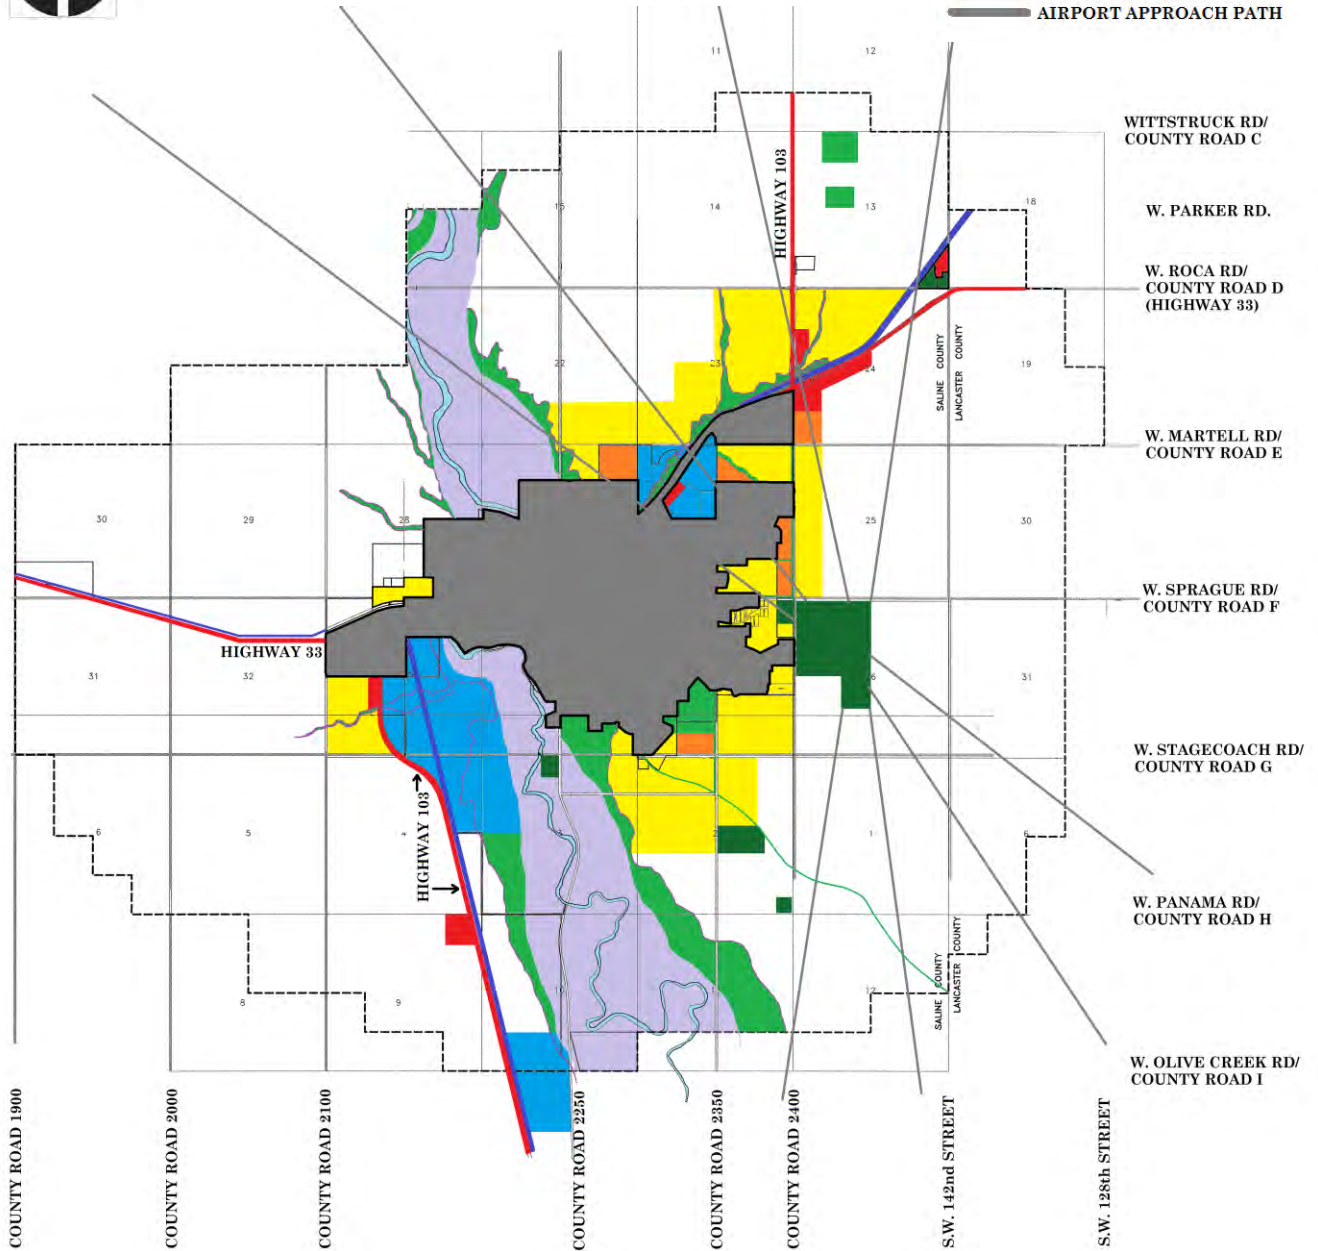 AIRPORT APPROACH PATH
11
12
WITTSTRUCK RD/
COUNTY ROAD C
HIGHWAY 103
15
14
13
18
W. PARKER RD.
W. ROCA RD/
COUNTY ROAD D
(HIGHWAY 33)
SALINE COUNTY
LANCASTER COUNTY
22
23
24
19
W. MARTELL RD/
COUNTY ROAD E
30
29
28
25
30
W. SPRAGUE RD/
COUNTY ROAD F
HIGHWAY 33
31
32
31
W. STAGECOACH RD/
COUNTY ROAD G
HIGHWAY 103
6
5
4
3
2
1
6
W. PANAMA RD/
COUNTY ROAD H
SALINE COUNTY
LANCASTER COUNTY
8
9
12
W. OLIVE CREEK RD/
COUNTY ROAD I
COUNTY ROAD 1900
COUNTY ROAD 2000
COUNTY ROAD 2100
COUNTY ROAD 2250
COUNTY ROAD 2350
COUNTY ROAD 2400
S.W. 142nd STREET
S.W. 128th STREET